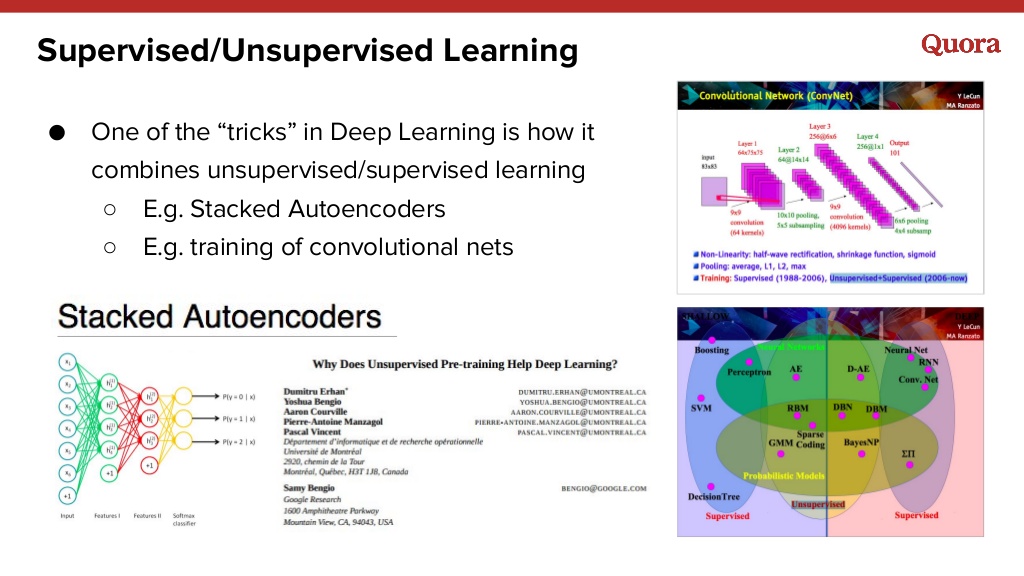 Supervised/Unsupervised Learning
Quora
● One of the “tricks” in Deep Learning is how it
combines unsupervised/supervised learning
○ E.g. Stacked Autoencoders
○ E.g. training of convolutional nets
Convolutional Network (ConvNet)
Y LeCun
MA Ranzato
input
83x83
Layer 1
64x75x75
Layer 2
64@14x14
Layer 3
256@6x6
Layer 4
256@1x1
Output
101
9x9
convolution
(64 kernels)
10x10 pooling,
5x5 subsampling
9x9
convolution
(4096 kernels)
6x6 pooling
4x4 subsamp
Non-Linearity: half-wave rectification, shrinkage function, sigmoid
Pooling: average, L1, L2, max
Training: Supervised (1988-2006), Unsupervised+Supervised (2006-now)
Stacked Autoencoders
x₁
x₂
x₃
x₄
x₅
x₆
+1
+1
+1
P(y = 0 | x)
P(y = 1 | x)
P(y = 2 | x)
Input
Features I
Features II
Softmax
classifier
Why Does Unsupervised Pre-training Help Deep Learning?
Dumitru Erhan* DUMITRU.ERHAN@UMONTREAL.CA
Yoshua Bengio YOSHUA.BENGIO@UMONTREAL.CA
Aaron Courville AARON.COURVILLE@UMONTREAL.CA
Pierre-Antoine Manzagol PIERRE-ANTOINE.MANZAGOL@UMONTREAL.CA
Pascal Vincent PASCAL.VINCENT@UMONTREAL.CA
Département d’informatique et de recherche opérationnelle
Université de Montréal
2920, chemin de la Tour
Montréal, Québec, H3T 1J8, Canada
Samy Bengio BENGIO@GOOGLE.COM
Google Research
1600 Amphitheatre Parkway
Mountain View, CA, 94043, USA
SHALLOW
DEEP
Y LeCun
MA Ranzato
Boosting
Neural Networks
Neural Net
Perceptron
AE
D-AE
RNN
Conv. Net
SVM
RBM
DBN
DBM
Sparse
Coding
GMM
BayesNP
ΣΠ
Probabilistic Models
DecisionTree
Unsupervised
Supervised
Supervised